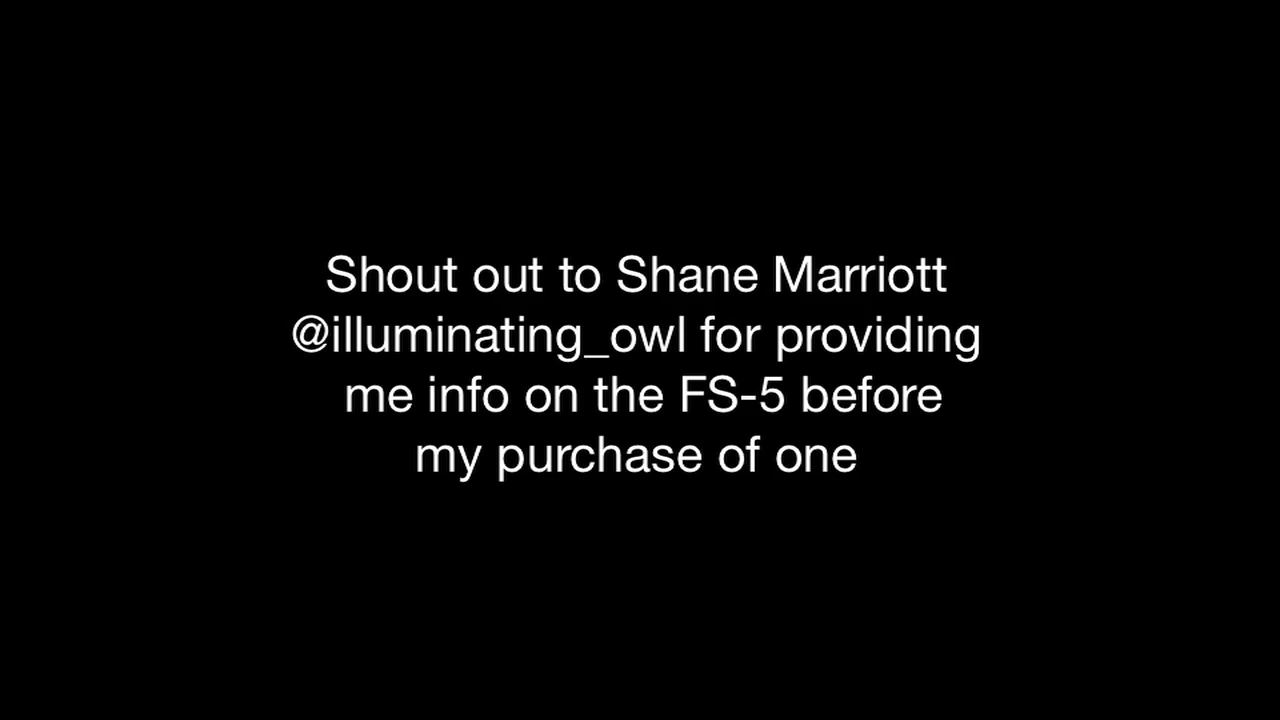 Shout out to Shane Marriott
@illuminating_owl for providing
me info on the FS-5 before
my purchase of one